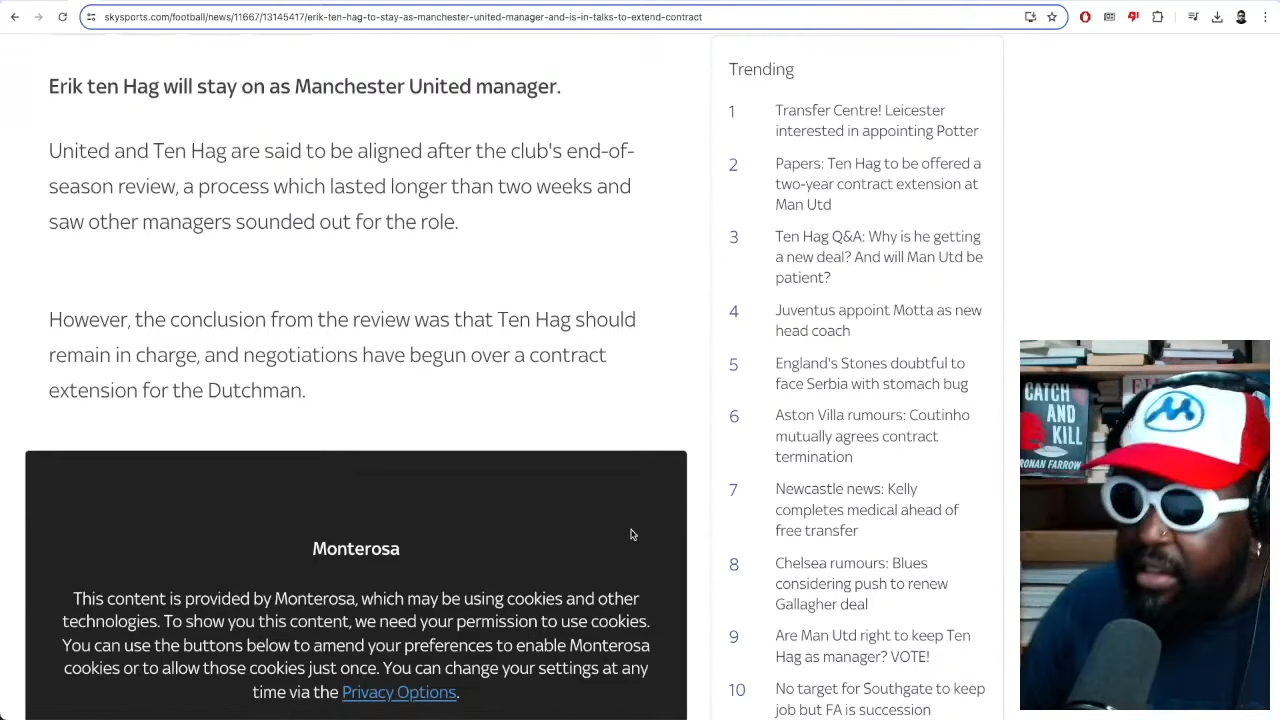 skysports.com/football/news/11667/13145417/erik-ten-hag-to-stay-as-manchester-united-manager-and-is-in-talks-to-extend-contract
Erik ten Hag will stay on as Manchester United manager.
United and Ten Hag are said to be aligned after the club's end-of-
season review, a process which lasted longer than two weeks and
saw other managers sounded out for the role.
However, the conclusion from the review was that Ten Hag should
remain in charge, and negotiations have begun over a contract
extension for the Dutchman.
Monterosa
This content is provided by Monterosa, which may be using cookies and other
technologies. To show you this content, we need your permission to use cookies.
You can use the buttons below to amend your preferences to enable Monterosa
cookies or to allow those cookies just once. You can change your settings at any
time via the Privacy Options.
Trending
1 Transfer Centre! Leicester
interested in appointing Potter
2 Papers: Ten Hag to be offered a
two-year contract extension at
Man Utd
3 Ten Hag Q&A: Why is he getting
a new deal? And will Man Utd be
patient?
4 Juventus appoint Motta as new
head coach
5 England's Stones doubtful to
face Serbia with stomach bug
6 Aston Villa rumours: Coutinho
mutually agrees contract
termination
7 Newcastle news: Kelly
completes medical ahead of
free transfer
8 Chelsea rumours: Blues
considering push to renew
Gallagher deal
9 Are Man Utd right to keep Ten
Hag as manager? VOTE!
10 No target for Southgate to keep
job but FA is succession
CATCH
AND
KILL
RONAN FARROW
M